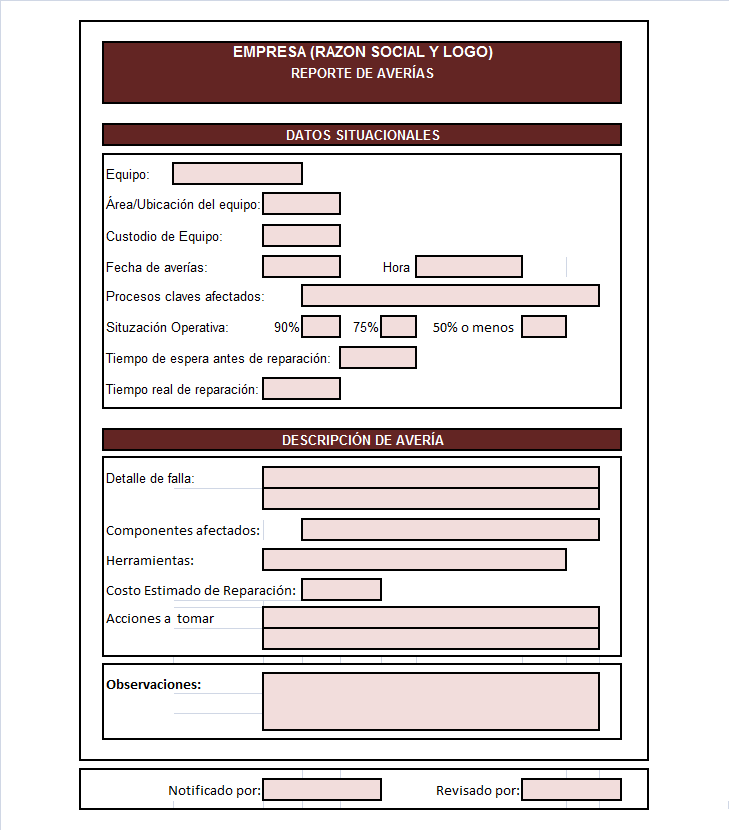 EMPRESA (RAZON SOCIAL Y LOGO)
REPORTE DE AVERÍAS
DATOS SITUACIONALES
Equipo:
Área/Ubicación del equipo:
Custodio de Equipo:
Fecha de averías: Hora
Procesos claves afectados:
Situzación Operativa: 90% 75% 50% o menos
Tiempo de espera antes de reparación:
Tiempo real de reparación:
DESCRIPCIÓN DE AVERÍA
Detalle de falla:
Componentes afectados:
Herramientas:
Costo Estimado de Reparación:
Acciones a tomar
Observaciones:
Notificado por: Revisado por: